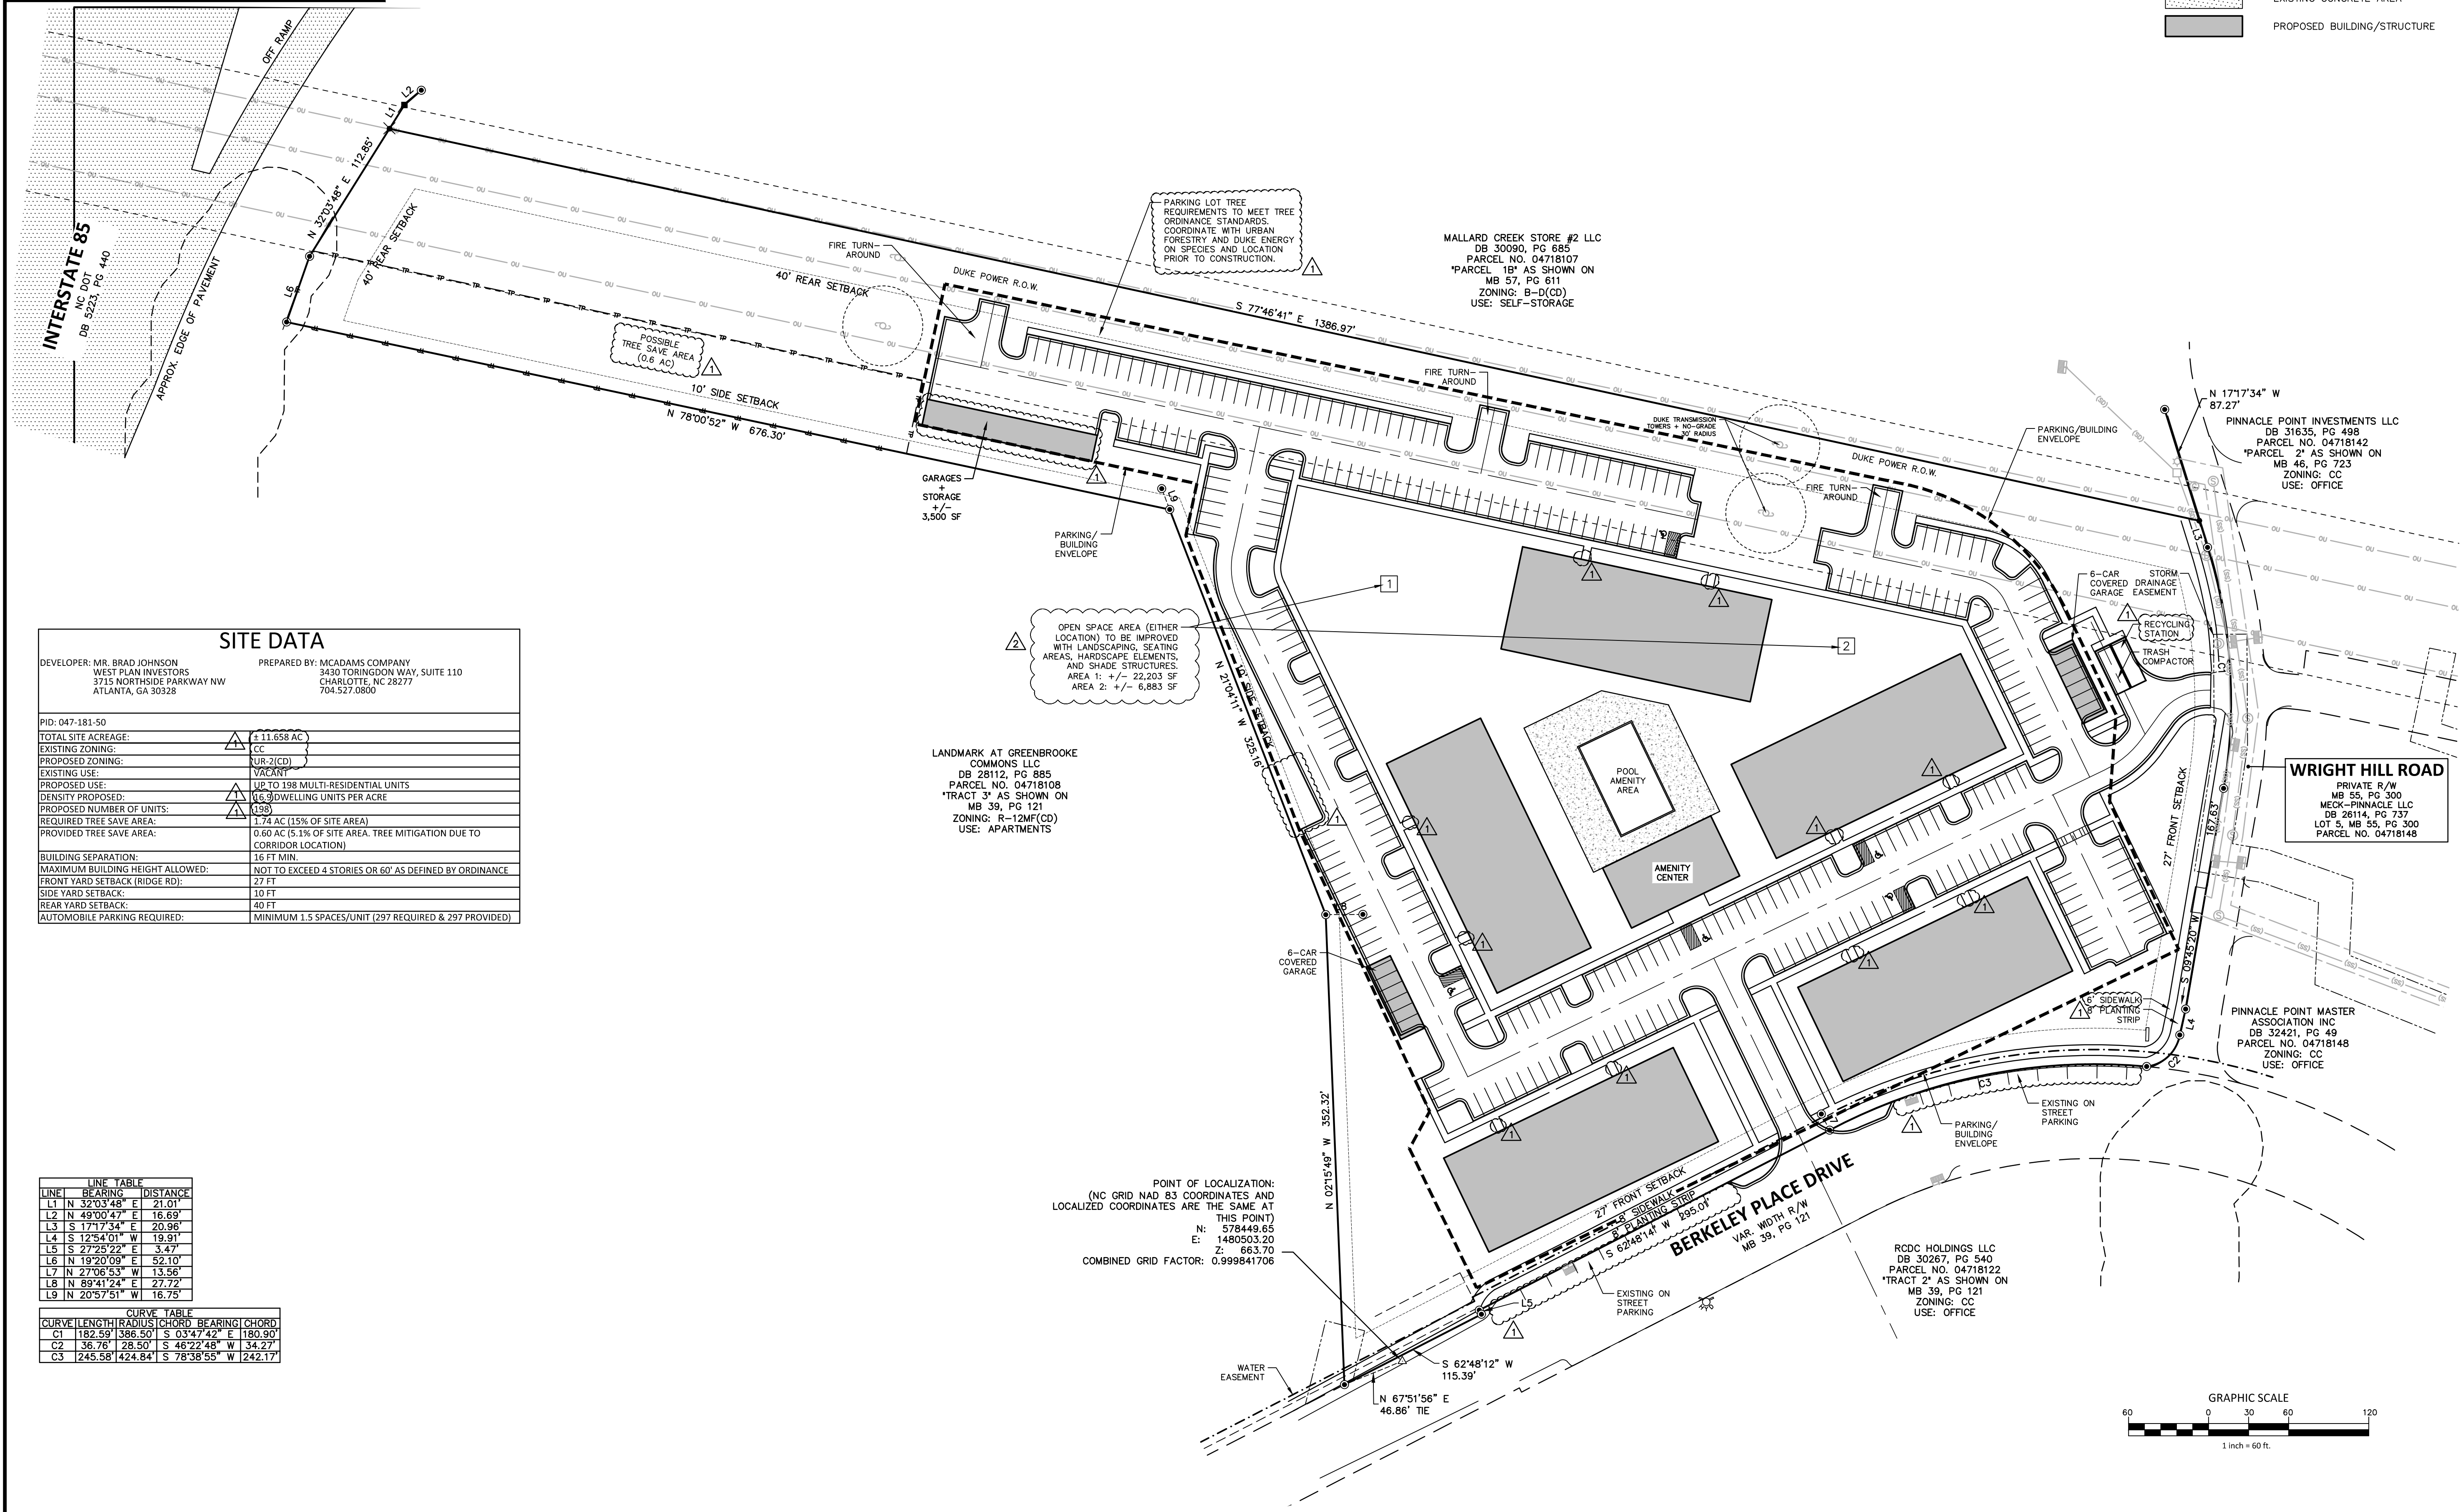 EXISTING CONCRETE AREA
PROPOSED BUILDING/STRUCTURE
OFF RAMP
INTERSTATE 85
NC DOT
DB 5223, PG 440
APPROX. EDGE OF PAVEMENT
L2
L1
N 32°03'48" E 112.85'
L6
40' REAR SETBACK
40' REAR SETBACK
FIRE TURN-
AROUND
DUKE POWER R.O.W.
PARKING LOT TREE
REQUIREMENTS TO MEET TREE
ORDINANCE STANDARDS.
COORDINATE WITH URBAN
FORESTRY AND DUKE ENERGY
ON SPECIES AND LOCATION
PRIOR TO CONSTRUCTION.
1
S 77°46'41" E 1386.97'
MALLARD CREEK STORE #2 LLC
DB 30090, PG 685
PARCEL NO. 04718107
"PARCEL 1B" AS SHOWN ON
MB 57, PG 611
ZONING: B-D(CD)
USE: SELF-STORAGE
POSSIBLE
TREE SAVE AREA
(0.6 AC)
1
10' SIDE SETBACK
N 78°00'52" W 676.30'
FIRE TURN-
AROUND
DUKE TRANSMISSION
TOWERS + NO-GRADE
30' RADIUS
DUKE POWER R.O.W.
FIRE TURN-
AROUND
PARKING/BUILDING
ENVELOPE
N 17°17'34" W
87.27'
PINNACLE POINT INVESTMENTS LLC
DB 31635, PG 498
PARCEL NO. 04718142
"PARCEL 2" AS SHOWN ON
MB 46, PG 723
ZONING: CC
USE: OFFICE
L3
GARAGES
+
STORAGE
+/-
3,500 SF
1
L9
PARKING/
BUILDING
ENVELOPE
1
1
1
2
6-CAR
COVERED
GARAGE
STORM
DRAINAGE
EASEMENT
1
RECYCLING
STATION
TRASH
COMPACTOR
C1
2
OPEN SPACE AREA (EITHER
LOCATION) TO BE IMPROVED
WITH LANDSCAPING, SEATING
AREAS, HARDSCAPE ELEMENTS,
AND SHADE STRUCTURES.
AREA 1: +/- 22,203 SF
AREA 2: +/- 6,883 SF
10' SIDE SETBACK
N 21°04'11" W 325.16'
SITE DATA
DEVELOPER: MR. BRAD JOHNSON
WEST PLAN INVESTORS
3715 NORTHSIDE PARKWAY NW
ATLANTA, GA 30328
PREPARED BY: MCADAMS COMPANY
3430 TORINGDON WAY, SUITE 110
CHARLOTTE, NC 28277
704.527.0800
PID: 047-181-50
TOTAL SITE ACREAGE: 1 ± 11.658 AC
EXISTING ZONING: CC
PROPOSED ZONING: UR-2(CD)
EXISTING USE: VACANT
PROPOSED USE: UP TO 198 MULTI-RESIDENTIAL UNITS
DENSITY PROPOSED: 1 16.9 DWELLING UNITS PER ACRE
PROPOSED NUMBER OF UNITS: 1 198
REQUIRED TREE SAVE AREA: 1.74 AC (15% OF SITE AREA)
PROVIDED TREE SAVE AREA: 0.60 AC (5.1% OF SITE AREA. TREE MITIGATION DUE TO
CORRIDOR LOCATION)
BUILDING SEPARATION: 16 FT MIN.
MAXIMUM BUILDING HEIGHT ALLOWED: NOT TO EXCEED 4 STORIES OR 60' AS DEFINED BY ORDINANCE
FRONT YARD SETBACK (RIDGE RD): 27 FT
SIDE YARD SETBACK: 10 FT
REAR YARD SETBACK: 40 FT
AUTOMOBILE PARKING REQUIRED: MINIMUM 1.5 SPACES/UNIT (297 REQUIRED & 297 PROVIDED)
LANDMARK AT GREENBROOKE
COMMONS LLC
DB 28112, PG 885
PARCEL NO. 04718108
"TRACT 3" AS SHOWN ON
MB 39, PG 121
ZONING: R-12MF(CD)
USE: APARTMENTS
POOL
AMENITY
AREA
AMENITY
CENTER
1
1
1
1
1
1
1
27' FRONT SETBACK
167.63'
S 09°45'20" W
WRIGHT HILL ROAD
PRIVATE R/W
MB 55, PG 300
MECK-PINNACLE LLC
DB 26114, PG 737
LOT 5, MB 55, PG 300
PARCEL NO. 04718148
6-CAR
COVERED
GARAGE
N 02°15'49" W 352.32'
1
1
6' SIDEWALK
8' PLANTING
STRIP
1
L4
C2
PINNACLE POINT MASTER
ASSOCIATION INC
DB 32421, PG 49
PARCEL NO. 04718148
ZONING: CC
USE: OFFICE
C3
EXISTING ON
STREET
PARKING
1
PARKING/
BUILDING
ENVELOPE
27' FRONT SETBACK
8' SIDEWALK
8' PLANTING STRIP
S 62°48'14" W 295.01'
BERKELEY PLACE DRIVE
VAR. WIDTH R/W
MB 39, PG 121
LINE TABLE
LINE BEARING DISTANCE
L1 N 32°03'48" E 21.01'
L2 N 49°00'47" E 16.69'
L3 S 17°17'34" E 20.96'
L4 S 12°54'01" W 19.91'
L5 S 27°25'22" E 3.47'
L6 N 19°20'09" E 52.10'
L7 N 27°06'53" W 13.56'
L8 N 89°41'24" E 27.72'
L9 N 20°57'51" W 16.75'
CURVE TABLE
CURVE LENGTH RADIUS CHORD BEARING CHORD
C1 182.59' 386.50' S 03°47'42" E 180.90'
C2 36.76' 28.50' S 46°22'48" W 34.27'
C3 245.58' 424.84' S 78°38'55" W 242.17'
POINT OF LOCALIZATION:
(NC GRID NAD 83 COORDINATES AND
LOCALIZED COORDINATES ARE THE SAME AT
THIS POINT)
N: 578449.65
E: 1480503.20
Z: 663.70
COMBINED GRID FACTOR: 0.999841706
L5
1
EXISTING ON
STREET
PARKING
RCDC HOLDINGS LLC
DB 30267, PG 540
PARCEL NO. 04718122
"TRACT 2" AS SHOWN ON
MB 39, PG 121
ZONING: CC
USE: OFFICE
WATER
EASEMENT
S 62°48'12" W
115.39'
N 67°51'56" E
46.86' TIE
GRAPHIC SCALE
60 0 30 60 120
1 inch = 60 ft.